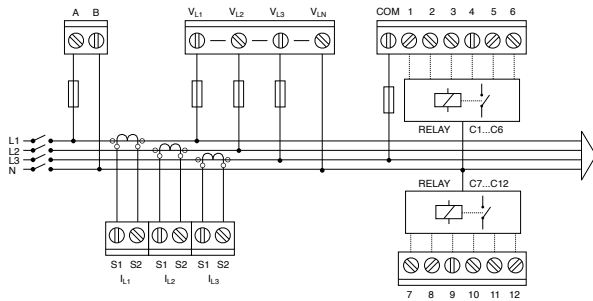 A B
VL1 VL2 VL3 VLN
COM 1 2 3 4 5 6
RELAY C1...C6
L1
L2
L3
N
RELAY C7...C12
S1 S2 S1 S2 S1 S2
IL1 IL2 IL3
7 8 9 10 11 12